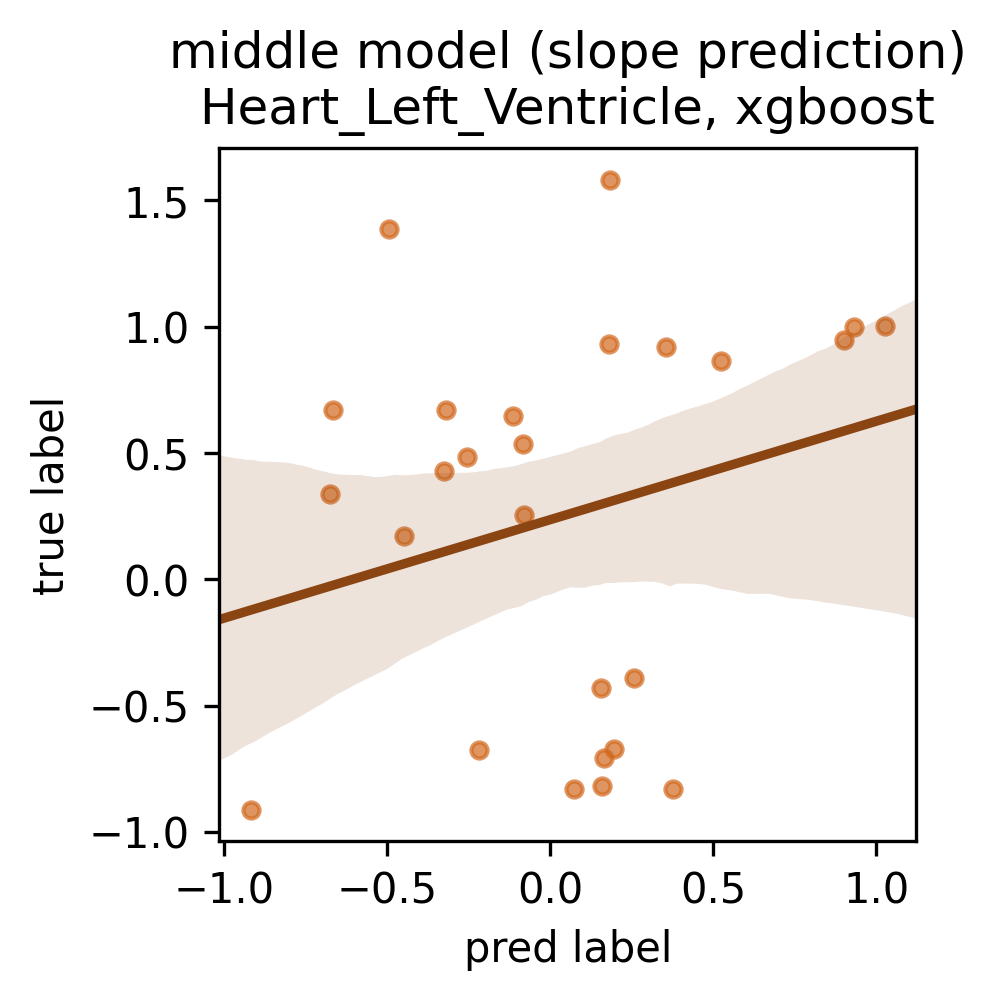 middle model (slope prediction)
Heart_Left_Ventricle, xgboost
1.5
1.0
0.5
0.0
−0.5
−1.0
true label
−1.0 −0.5 0.0 0.5 1.0
pred label